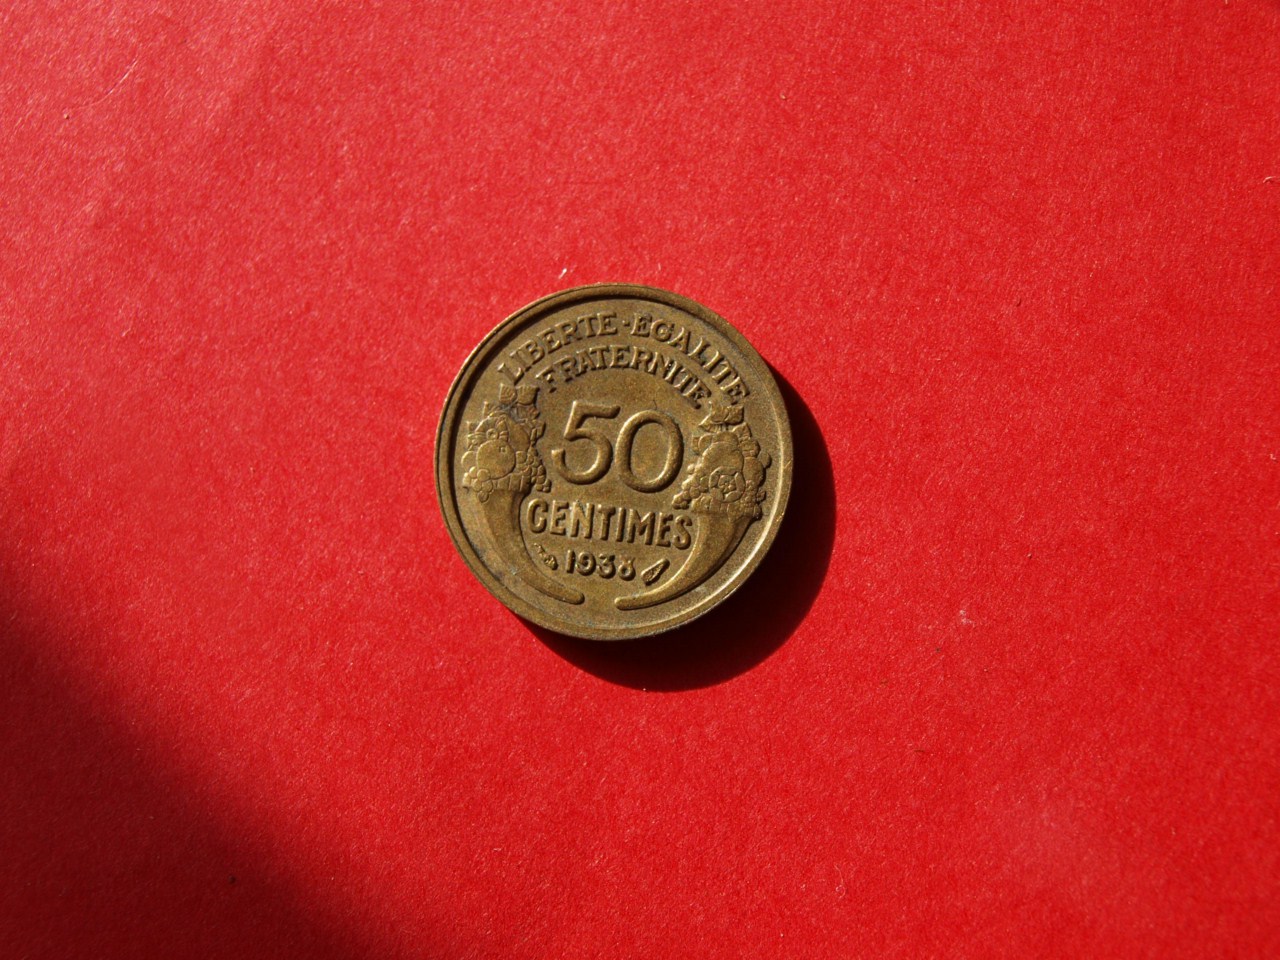 LIBERTE-EGALITE
FRATERNITE
50
CENTIMES
1938